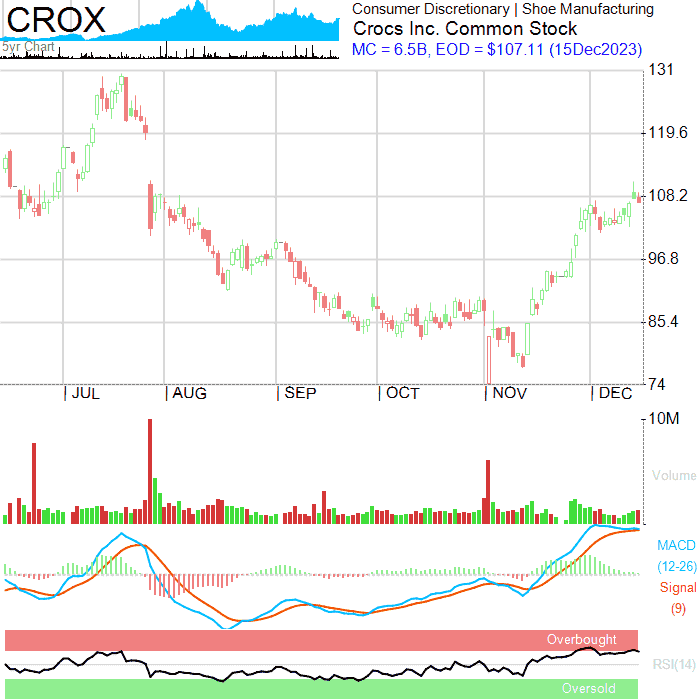 CROX
5yr Chart
Consumer Discretionary | Shoe Manufacturing
Crocs Inc. Common Stock
MC = 6.5B, EOD = $107.11 (15Dec2023)
131
119.6
108.2
96.8
85.4
74
JUL AUG SEP OCT NOV DEC
10M
Volume
MACD
(12-26)
Signal
(9)
Overbought
RSI(14)
Oversold